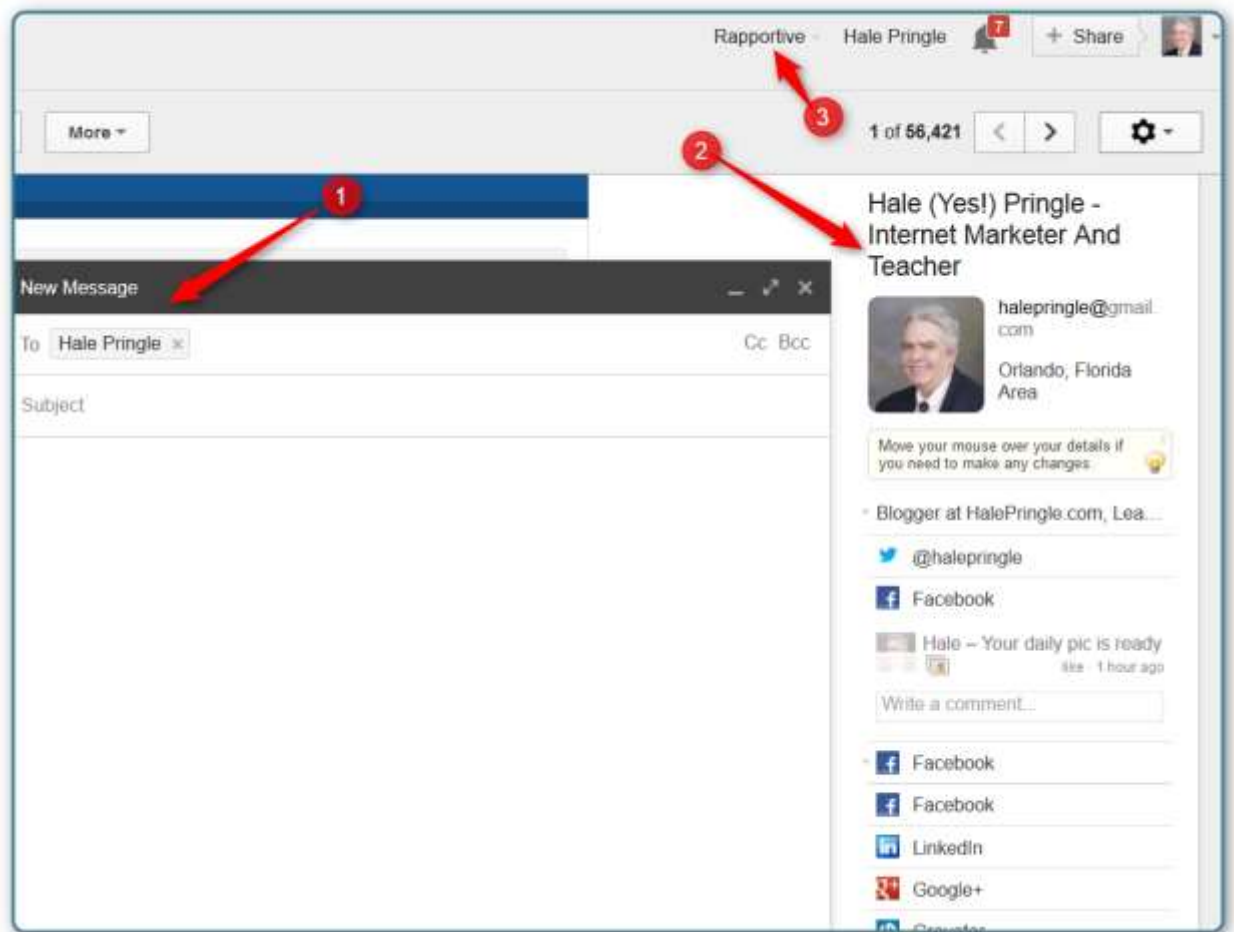 Rapportive Hale Pringle 7 + Share
3
More 1 of 56,421
2
1
Hale (Yes!) Pringle -
Internet Marketer And
Teacher
New Message
To Hale Pringle × Cc Bcc
Subject
halepringle@gmail.
com
Orlando, Florida
Area
Move your mouse over your details if
you need to make any changes
Blogger at HalePringle.com, Lea....
@halepringle
Facebook
Hale – Your daily pic is ready
like · 1 hour ago
Write a comment...
Facebook
Facebook
LinkedIn
Google+